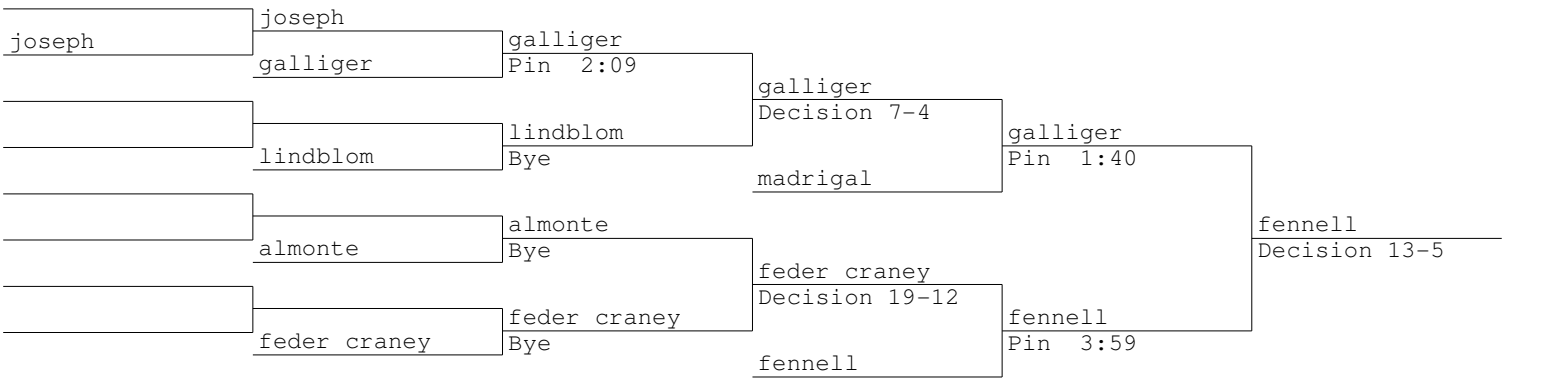 joseph
joseph
galliger
galliger
Pin 2:09
galliger
Decision 7-4
lindblom
lindblom
Bye
galliger
Pin 1:40
madrigal
almonte
almonte
Bye
fennell
Decision 13-5
feder craney
Decision 19-12
feder craney
feder craney
Bye
fennell
Pin 3:59
fennell